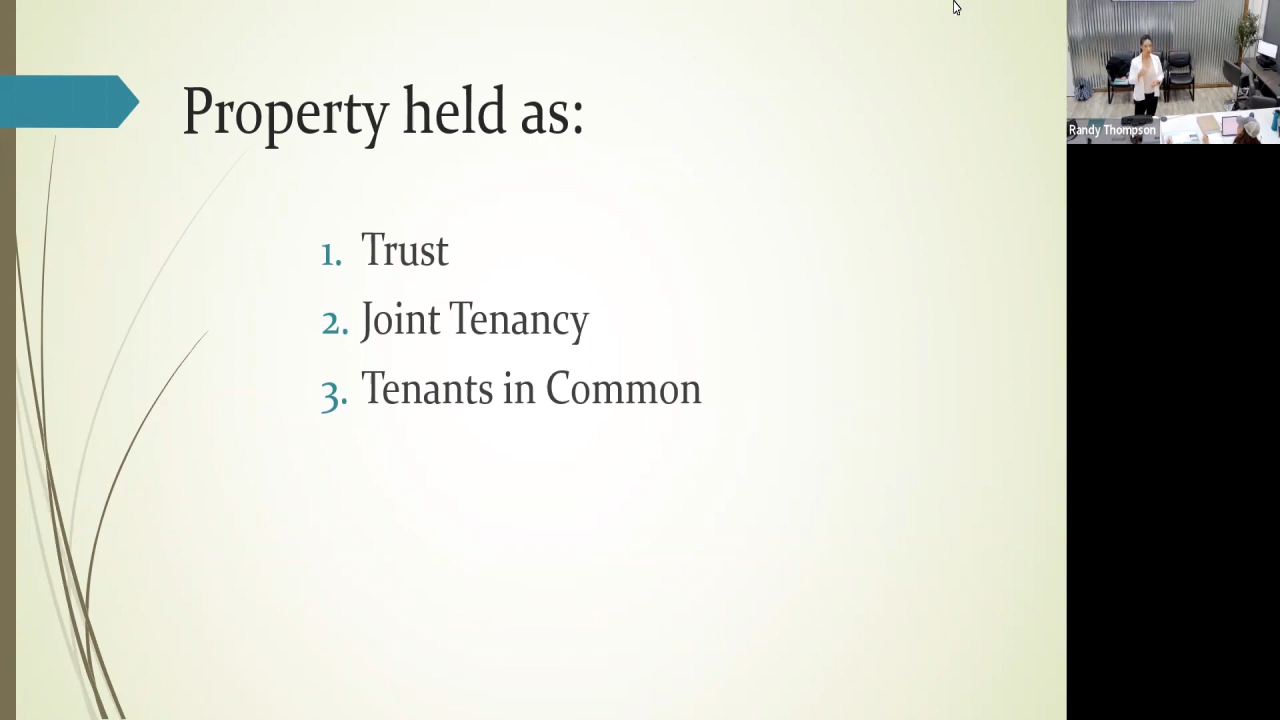 Property held as:
1. Trust
2. Joint Tenancy
3. Tenants in Common
Randy Thompson